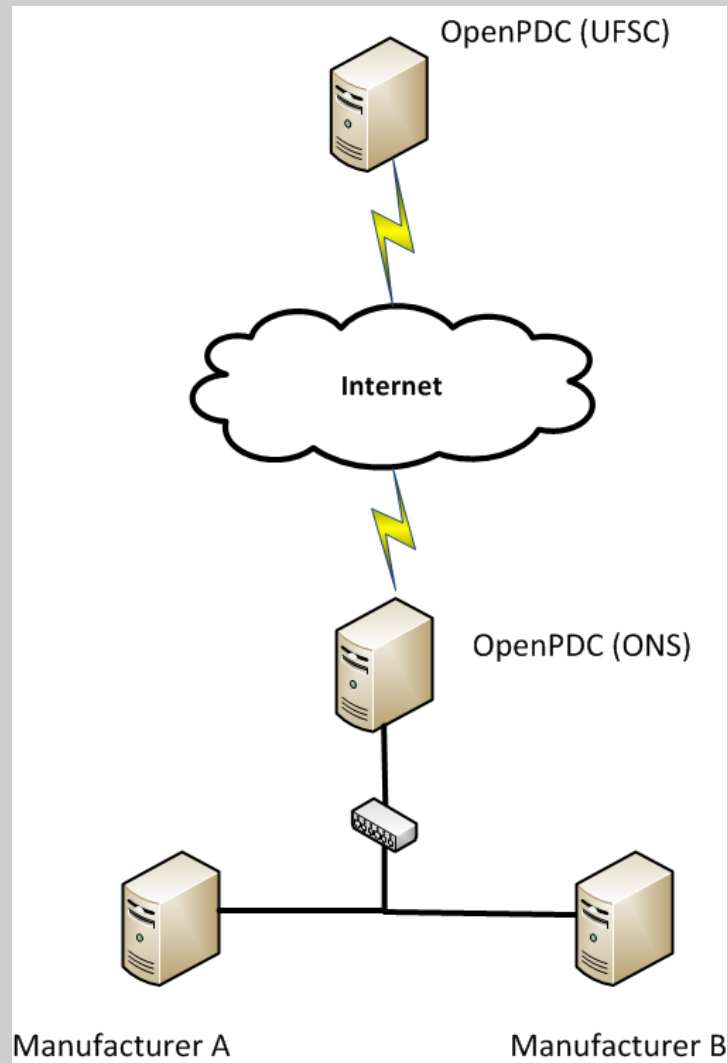 OpenPDC (UFSC)
Internet
OpenPDC (ONS)
Manufacturer A
Manufacturer B